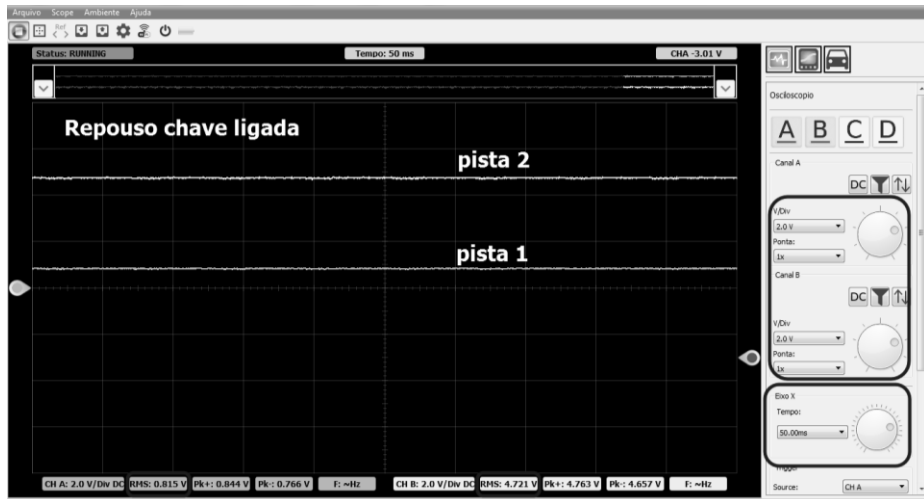 Arquivo Scope Ambiente Ajuda
Ref
Status: RUNNING
Tempo: 50 ms
CHA -3.01 V
Repouso chave ligada
pista 2
pista 1
CH A: 2.0 V/Div DC RMS: 0.815 V Pk+: 0.844 V Pk-: 0.766 V F: ~Hz CH B: 2.0 V/Div DC RMS: 4.721 V Pk+: 4.763 V Pk-: 4.657 V F: ~Hz
Osciloscopio
A B C D
Canal A
DC
V/Div
2.0 V
Ponta:
1x
Canal B
DC
V/Div
2.0 V
Ponta:
1x
Eixo X
Tempo:
50.00ms
Source: CH A